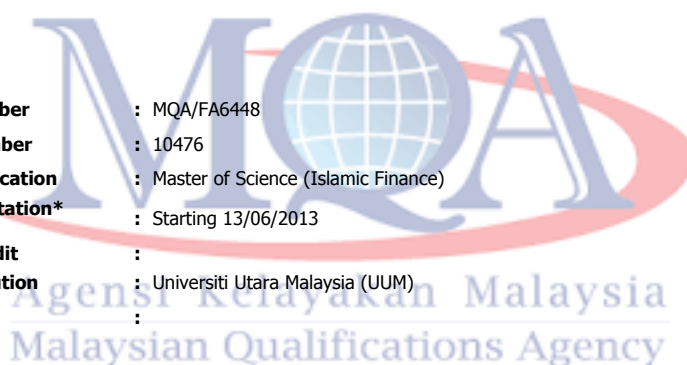 MQA
ber : MQA/FA6448
ber : 10476
cation : Master of Science (Islamic Finance)
tation*
: Starting 13/06/2013
dit :
ution : Universiti Utara Malaysia (UUM)
Agensi Kelayakan Malaysia
:
Malaysian Qualifications Agency